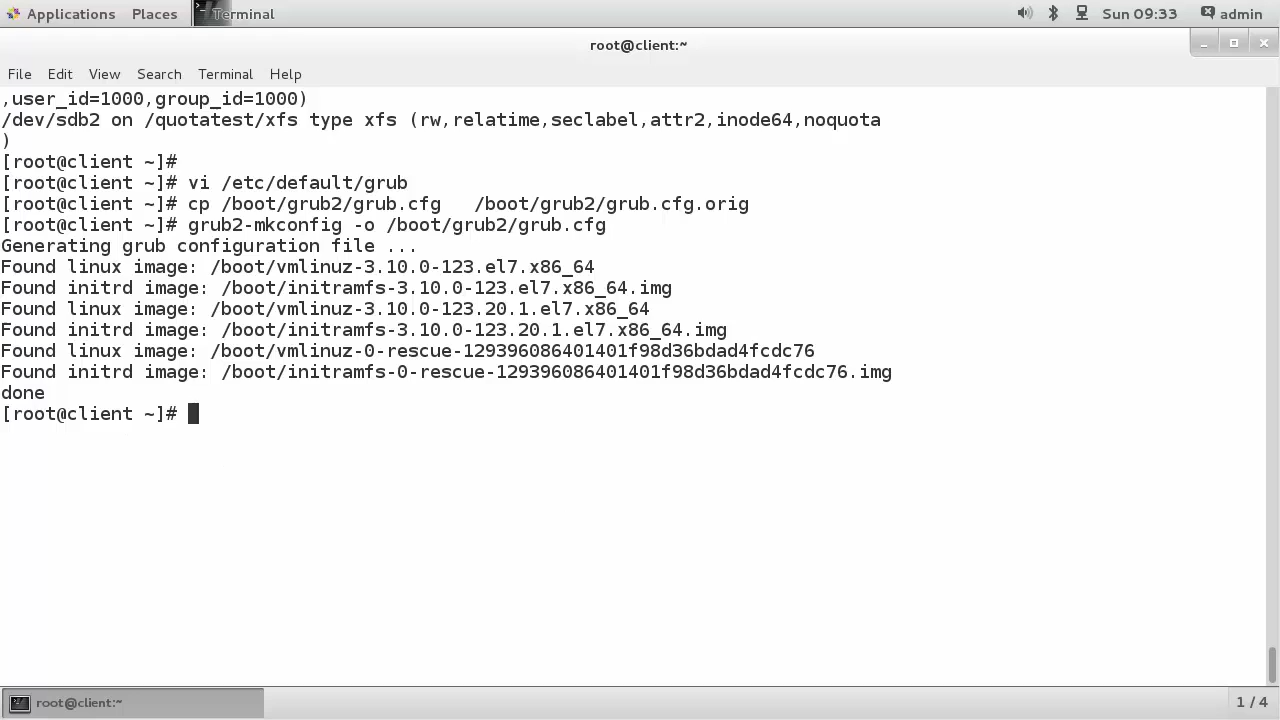 Applications Places Terminal Sun 09:33 admin
root@client:~
File Edit View Search Terminal Help
,user_id=1000,group_id=1000)
/dev/sdb2 on /quotatest/xfs type xfs (rw,relatime,seclabel,attr2,inode64,noquota
)
[root@client ~]#
[root@client ~]# vi /etc/default/grub
[root@client ~]# cp /boot/grub2/grub.cfg   /boot/grub2/grub.cfg.orig
[root@client ~]# grub2-mkconfig -o /boot/grub2/grub.cfg
Generating grub configuration file ...
Found linux image: /boot/vmlinuz-3.10.0-123.el7.x86_64
Found initrd image: /boot/initramfs-3.10.0-123.el7.x86_64.img
Found linux image: /boot/vmlinuz-3.10.0-123.20.1.el7.x86_64
Found initrd image: /boot/initramfs-3.10.0-123.20.1.el7.x86_64.img
Found linux image: /boot/vmlinuz-0-rescue-129396086401401f98d36bdad4fcdc76
Found initrd image: /boot/initramfs-0-rescue-129396086401401f98d36bdad4fcdc76.img
done
[root@client ~]#
root@client:~ 1 / 4